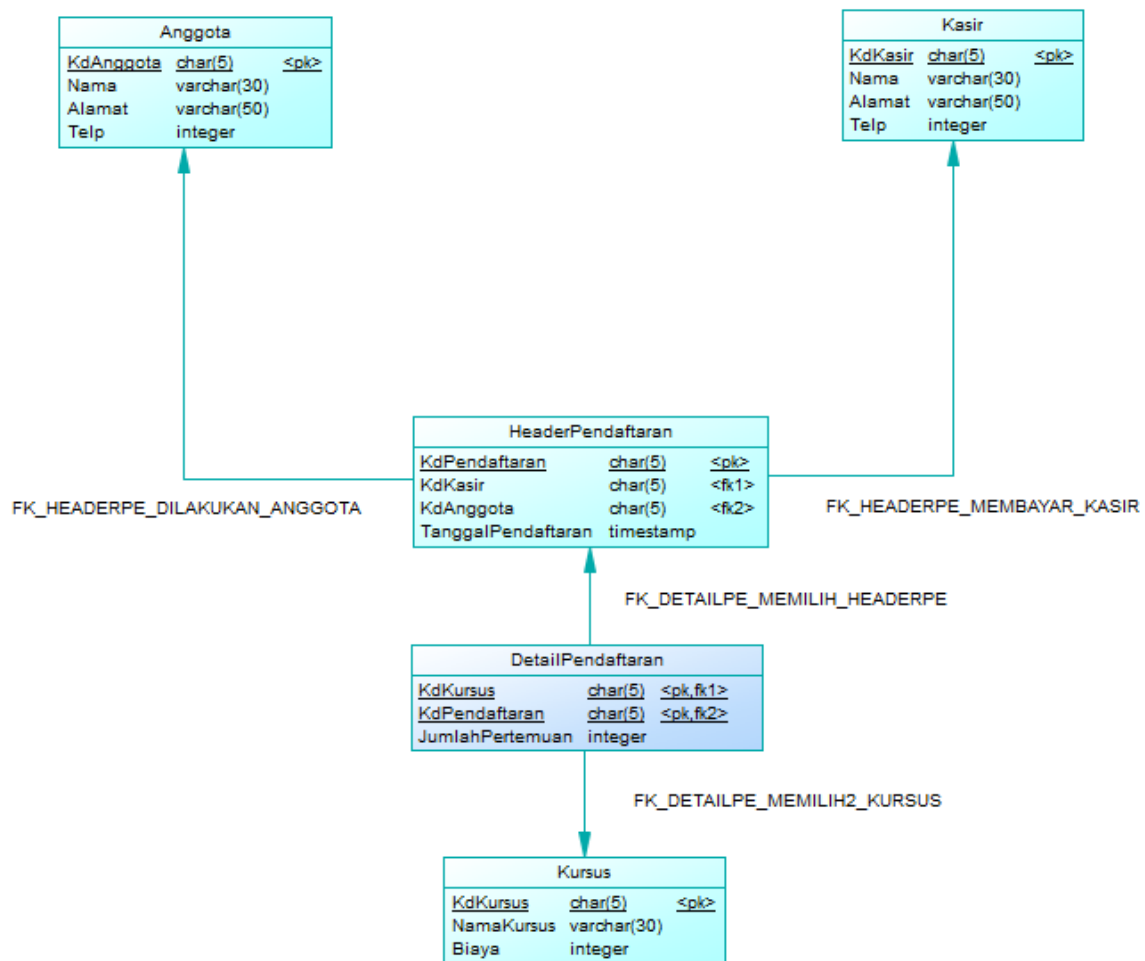 Anggota
KdAnggota char(5) <pk>
Nama varchar(30)
Alamat varchar(50)
Telp integer
Kasir
KdKasir char(5) <pk>
Nama varchar(30)
Alamat varchar(50)
Telp integer
HeaderPendaftaran
KdPendaftaran char(5) <pk>
KdKasir char(5) <fk1>
KdAnggota char(5) <fk2>
TanggalPendaftaran timestamp
FK_HEADERPE_DILAKUKAN_ANGGOTA
FK_HEADERPE_MEMBAYAR_KASIR
FK_DETAILPE_MEMILIH_HEADERPE
DetailPendaftaran
KdKursus char(5) <pk,fk1>
KdPendaftaran char(5) <pk,fk2>
JumlahPertemuan integer
FK_DETAILPE_MEMILIH2_KURSUS
Kursus
KdKursus char(5) <pk>
NamaKursus varchar(30)
Biaya integer